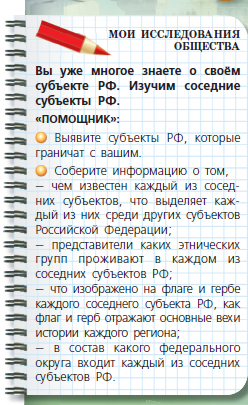 МОИ ИССЛЕДОВАНИЯ
ОБЩЕСТВА
Вы уже многое знаете о своём
субъекте РФ. Изучим соседние
субъекты РФ.
«ПОМОЩНИК»:
Выявите субъекты РФ, которые
граничат с вашим.
Соберите информацию о том,
– чем известен каждый из сосед-
них субъектов, что выделяет каж-
дый из них среди других субъектов
Российской Федерации;
– представители каких этнических
групп проживают в каждом из
соседних субъектов РФ;
– что изображено на флаге и гербе
каждого соседнего субъекта РФ, как
флаг и герб отражают основные вехи
истории каждого региона;
– в состав какого федерального
округа входит каждый из соседних
субъектов РФ.